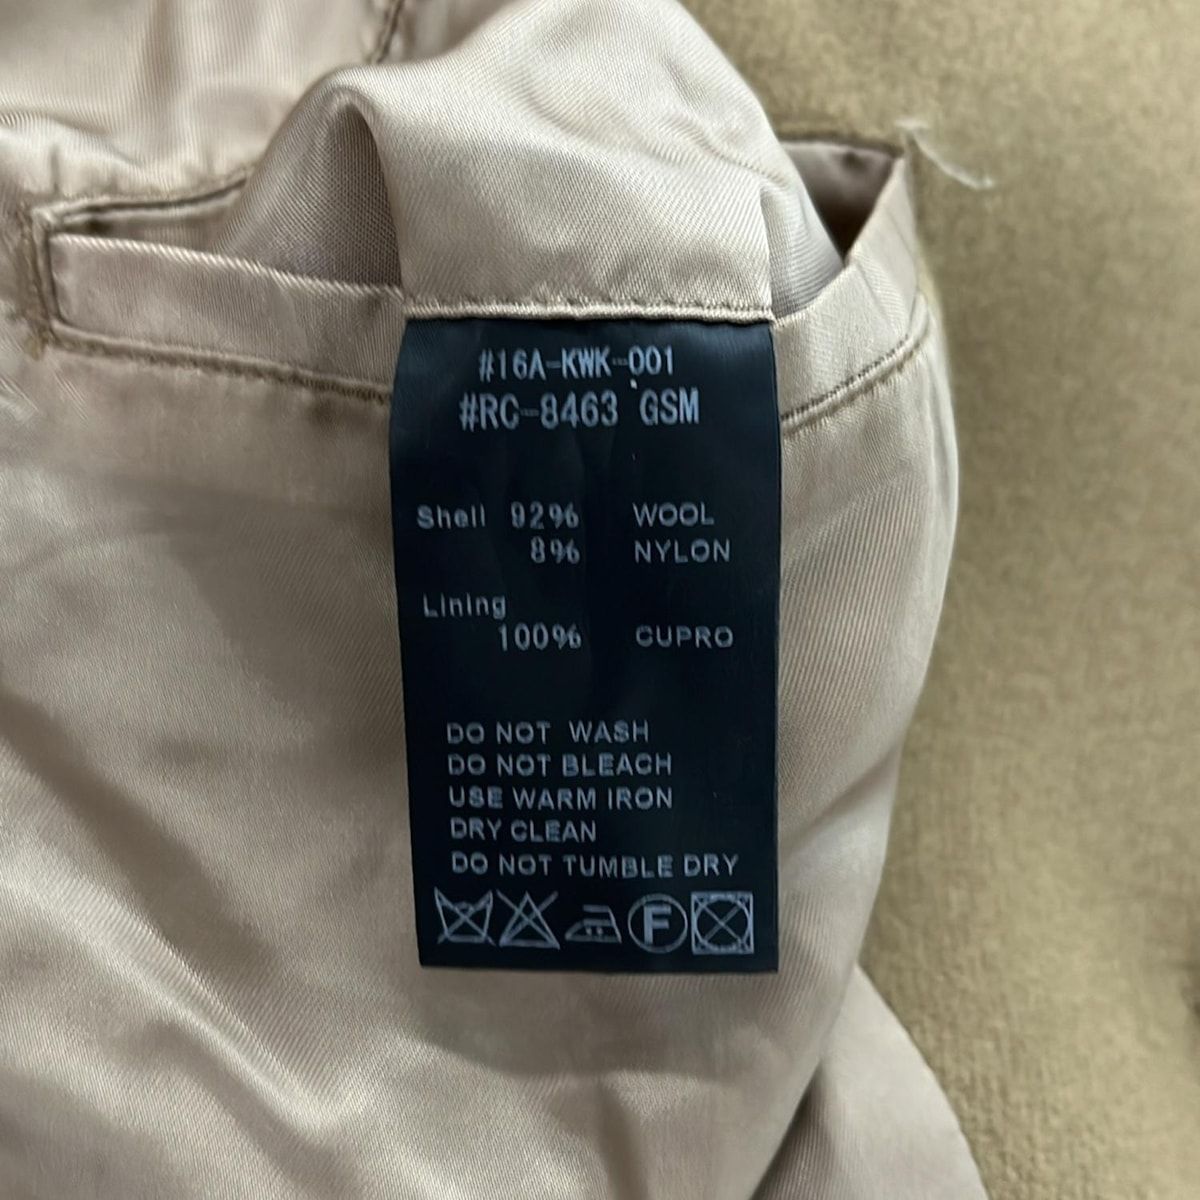 #16A-KWK-001
#RC-8463 GSM
Shell 92% WOOL
8% NYLON
Lining
100% CUPRO
DO NOT WASH
DO NOT BLEACH
USE WARM IRON
DRY CLEAN
DO NOT TUMBLE DRY
F